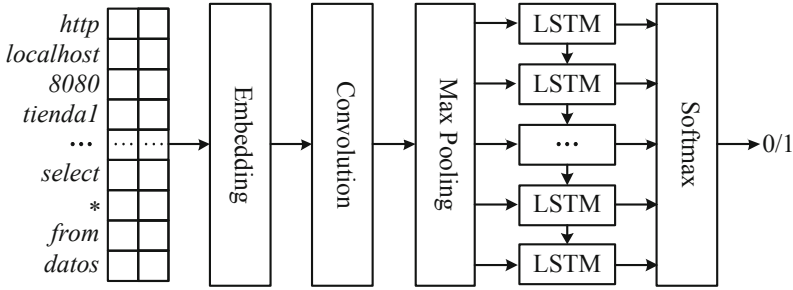 http
localhost
8080
tienda1
...
select
*
from
datos
... ...
Embedding
Convolution
Max Pooling
LSTM
LSTM
...
LSTM
LSTM
Softmax
0/1